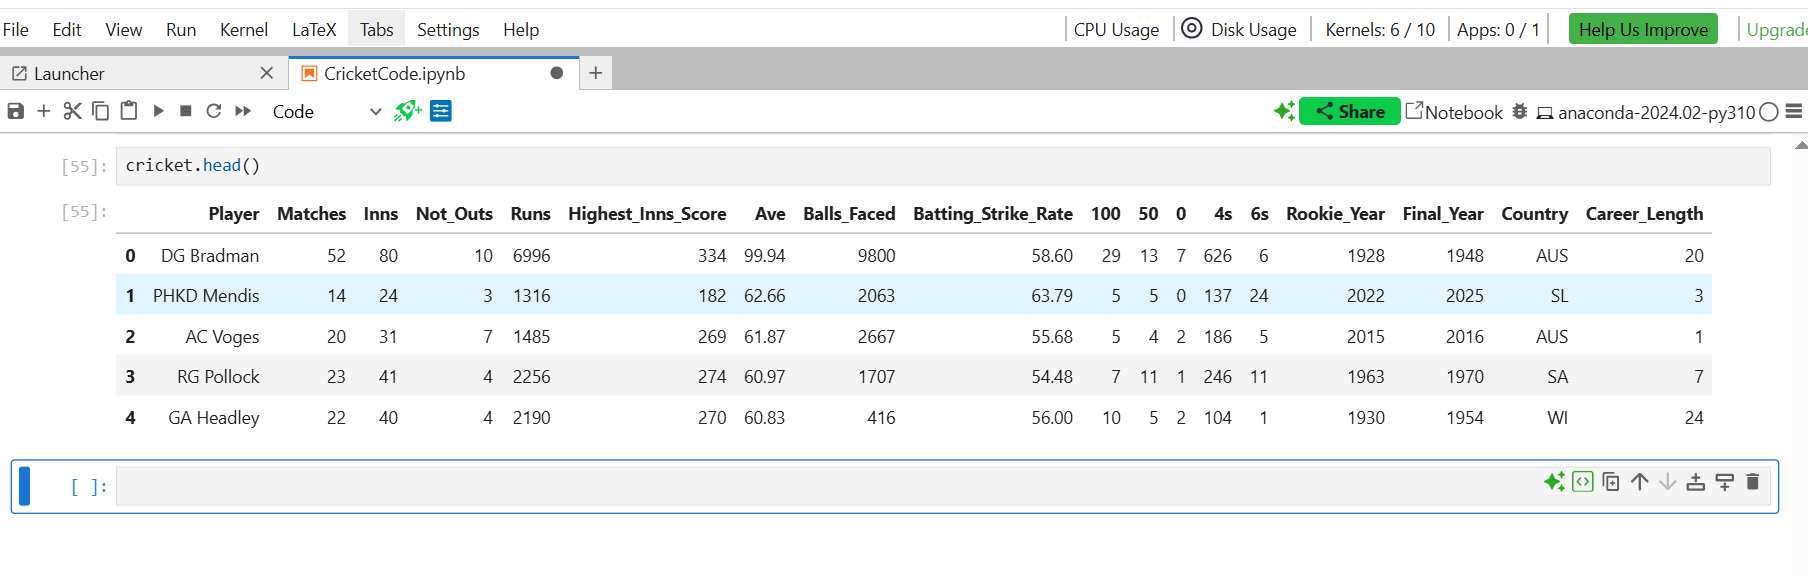 File Edit View Run Kernel LaTeX Tabs Settings Help CPU Usage Disk Usage Kernels: 6 / 10 Apps: 0 / 1 Help Us Improve
Launcher CricketCode.ipynb
Code Share Notebook anaconda-2024.02-py310
[55]: cricket.head()
[55]: Player Matches Inns Not_Outs Runs Highest_Inns_Score Ave Balls_Faced Batting_Strike_Rate 100 50 0 4s 6s Rookie_Year Final_Year Country Career_Length
0 DG Bradman 52 80 10 6996 334 99.94 9800 58.60 29 13 7 626 6 1928 1948 AUS 20
1 PHKD Mendis 14 24 3 1316 182 62.66 2063 63.79 5 5 0 137 24 2022 2025 SL 3
2 AC Voges 20 31 7 1485 269 61.87 2667 55.68 5 4 2 186 5 2015 2016 AUS 1
3 RG Pollock 23 41 4 2256 274 60.97 1707 54.48 7 11 1 246 11 1963 1970 SA 7
4 GA Headley 22 40 4 2190 270 60.83 416 56.00 10 5 2 104 1 1930 1954 WI 24
[ ]: